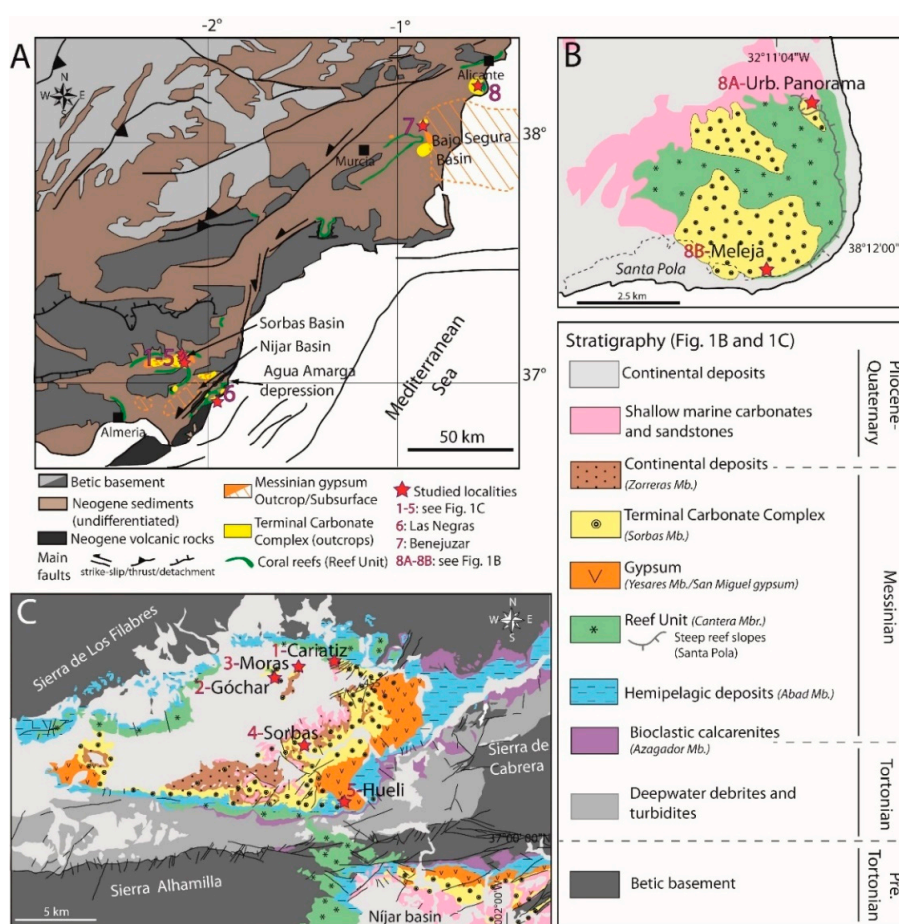 -2°
-1°
A
N
W
E
S
Alicante
8
7
38°
Bajo Segura
Basin
Murcia
Sorbas Basin
Nijar Basin
1-5
Agua Amarga
depression
6
37°
Almeria
Mediterranean
Sea
50 km
Betic basement
Neogene sediments
(undifferentiated)
Neogene volcanic rocks
Main
faults
strike-slip/thrust/detachment
Messinian gypsum
Outcrop/Subsurface
Terminal Carbonate
Complex (outcrops)
Coral reefs (Reef Unit)
Studied localities
1-5: see Fig. 1C
6: Las Negras
7: Benejuzar
8A-8B: see Fig. 1B
B
32°11'04"W
8A-Urb. Panorama
38°12'00"
8B-Meleja
Santa Pola
2.5 km
Stratigraphy (Fig. 1B and 1C)
Continental deposits
Shallow marine carbonates
and sandstones
Pliocene-
Quaternary
Continental deposits
(Zorreras Mb.)
Terminal Carbonate Complex
(Sorbas Mb.)
Gypsum
(Yesares Mb./San Miguel gypsum)
Reef Unit (Cantera Mbr.)
Steep reef slopes
(Santa Pola)
Hemipelagic deposits (Abad Mb.)
Messinian
Bioclastic calcarenites
(Azagador Mb.)
Deepwater debrites and
turbidites
Tortonian
Betic basement
Pre.
Tortonian
C
N
W
E
S
Sierra de Los Filabres
1-Cariatiz
3-Moras
2-Góchar
4-Sorbas
Sierra de
Cabrera
5-Hueli
37°00'00"N
Sierra Alhamilla
5 km
Níjar basin